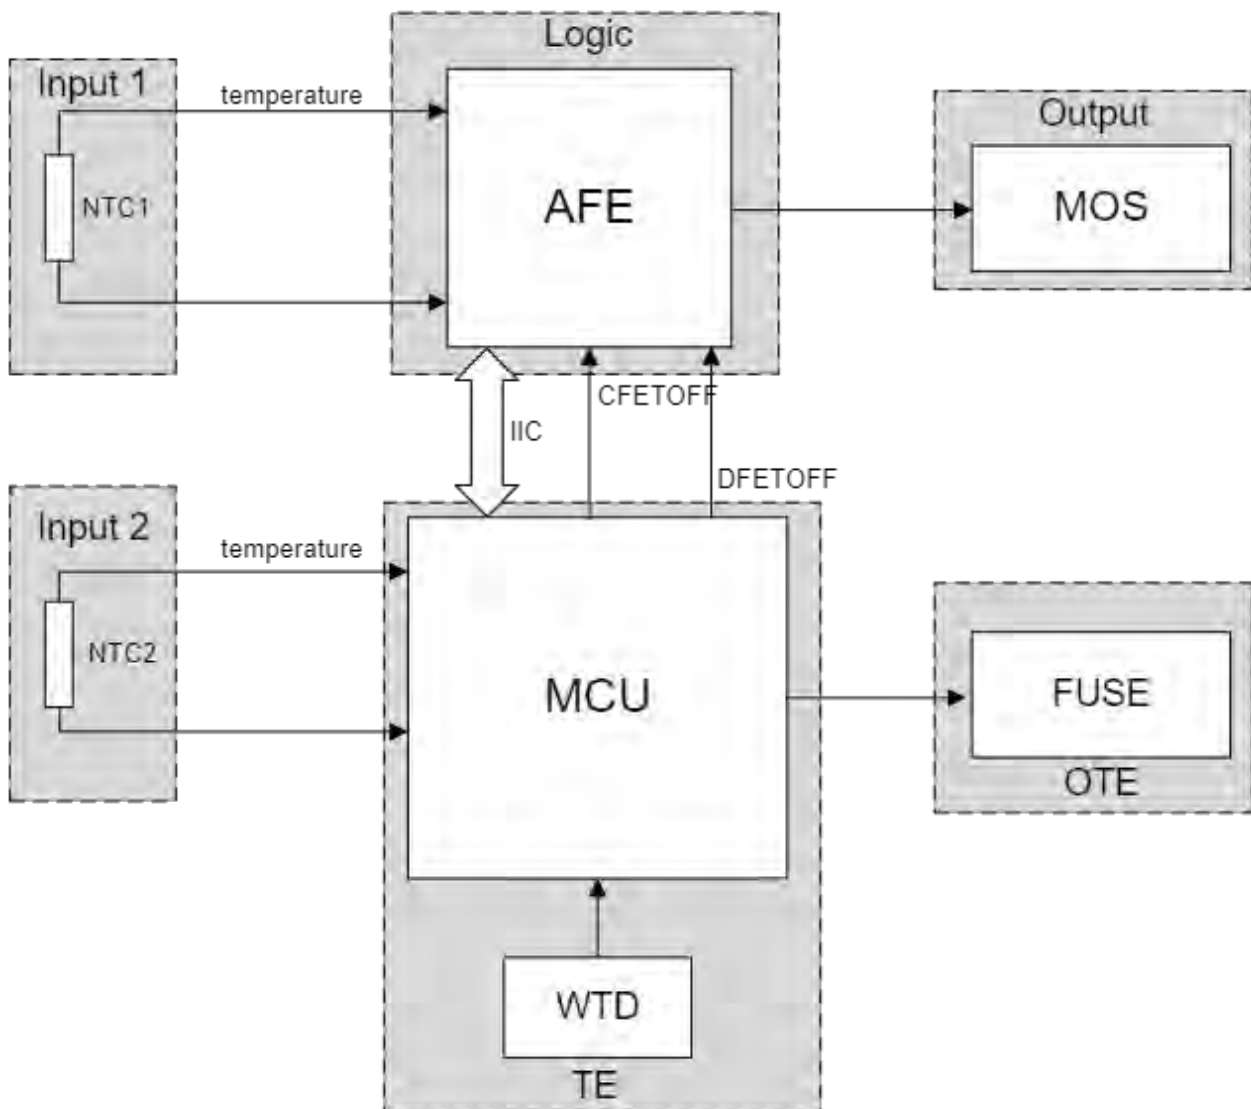 Logic
Input 1
temperature
Output
NTC1
AFE
MOS
CFETOFF
IIC
DFETOFF
Input 2
temperature
NTC2
MCU
FUSE
OTE
WTD
TE